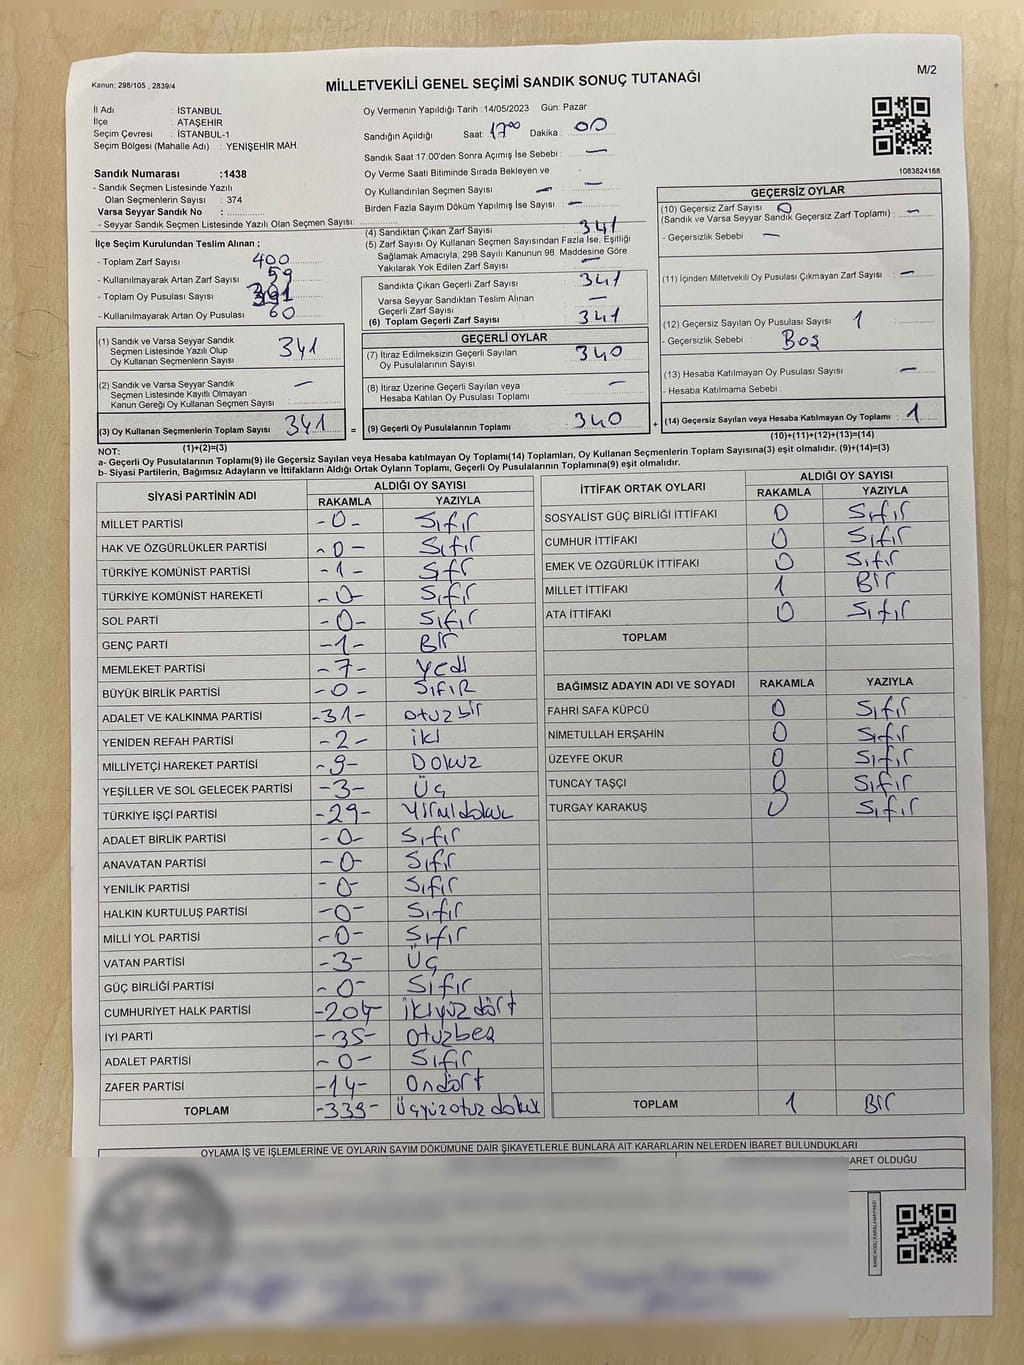 Kanun; 298/105 , 2839/4
M/2
MİLLETVEKİLİ GENEL SEÇİMİ SANDIK SONUÇ TUTANAĞI
İl Adı : İSTANBUL
İlçe : ATAŞEHİR
Seçim Çevresi : İSTANBUL-1
Seçim Bölgesi (Mahalle Adı) : YENİŞEHİR MAH.
Sandık Numarası :1438
- Sandık Seçmen Listesinde Yazılı
Olan Seçmenlerin Sayısı : 374
Varsa Seyyar Sandık No :
- Seyyar Sandık Seçmen Listesinde Yazılı Olan Seçmen Sayısı:
Oy Vermenin Yapıldığı Tarih :14/05/2023 Gün: Pazar
Sandığın Açıldığı Saat: 17⁰⁰ Dakika : 00
Sandık Saat 17:00'den Sonra Açımış İse Sebebi : —
Oy Verme Saati Bitiminde Sırada Bekleyen ve
Oy Kullandırılan Seçmen Sayısı — —
Birden Fazla Sayım Döküm Yapılmış İse Sayısı : —
1083824168
İlçe Seçim Kurulundan Teslim Alınan ;
- Toplam Zarf Sayısı 400
- Kullanılmayarak Artan Zarf Sayısı : 59
- Toplam Oy Pusulası Sayısı
- Kullanılmayarak Artan Oy Pusulası : 60
(4) Sandıktan Çıkan Zarf Sayısı : 341
(5) Zarf Sayısı Oy Kullanan Seçmen Sayısından Fazla İse, Eşitliği
Sağlamak Amacıyla; 298 Sayılı Kanunun 98. Maddesine Göre
Yakılarak Yok Edilen Zarf Sayısı : —
Sandıkta Çıkan Geçerli Zarf Sayısı : 341
Varsa Seyyar Sandıktan Teslim Alınan
Geçerli Zarf Sayısı : —
(6) Toplam Geçerli Zarf Sayısı : 341
GEÇERSİZ OYLAR
(10) Geçersiz Zarf Sayısı 0
(Sandık ve Varsa Seyyar Sandık Geçersiz Zarf Toplamı) : —
- Geçersizlik Sebebi : —
(11) İçinden Milletvekili Oy Pusulası Çıkmayan Zarf Sayısı : —
(12) Geçersiz Sayılan Oy Pusulası Sayısı : 1
- Geçersizlik Sebebi : Boş
(13) Hesaba Katılmayan Oy Pusulası Sayısı : —
- Hesaba Katılmama Sebebi :
(14) Geçersiz Sayılan veya Hesaba Katılmayan Oy Toplamı : 1
(10)+(11)+(12)+(13)=(14)
(1) Sandık ve Varsa Seyyar Sandık
Seçmen Listesinde Yazılı Olup
Oy Kullanan Seçmenlerin Sayısı : 341
(2) Sandık ve Varsa Seyyar Sandık
Seçmen Listesinde Kayıtlı Olmayan
Kanun Gereği Oy Kullanan Seçmen Sayısı : —
(3) Oy Kullanan Seçmenlerin Toplam Sayısı : 341
(1)+(2)=(3)
GEÇERLİ OYLAR
(7) İtiraz Edilmeksizin Geçerli Sayılan
Oy Pusulalarının Sayısı : 340
(8) İtiraz Üzerine Geçerli Sayılan veya
Hesaba Katılan Oy Pusulası Toplamı : —
= (9) Geçerli Oy Pusulalarının Toplamı : 340 +
NOT:
a- Geçerli Oy Pusulalarının Toplamı(9) ile Geçersiz Sayılan veya Hesaba katılmayan Oy Toplamı(14) Toplamları, Oy Kullanan Seçmenlerin Toplam Sayısına(3) eşit olmalıdır. (9)+(14)=(3)
b- Siyasi Partilerin, Bağımsız Adayların ve İttifakların Aldığı Ortak Oyların Toplamı, Geçerli Oy Pusulalarının Toplamına(9) eşit olmalıdır.
SİYASİ PARTİNİN ADI ALDIĞI OY SAYISI
RAKAMLA YAZIYLA
MİLLET PARTİSİ -0- Sıfır
HAK VE ÖZGÜRLÜKLER PARTİSİ -0- Sıfır
TÜRKİYE KOMÜNİST PARTİSİ -1- Sıfr
TÜRKİYE KOMÜNİST HAREKETİ -0- Sıfır
SOL PARTİ -0- Sıfır
GENÇ PARTİ -1- Bir
MEMLEKET PARTİSİ -7- yedi
BÜYÜK BİRLİK PARTİSİ -0- SıFıR
ADALET VE KALKINMA PARTİSİ -31- otuzbir
YENİDEN REFAH PARTİSİ -2- iki
MİLLİYETÇİ HAREKET PARTİSİ -9- Dokuz
YEŞİLLER VE SOL GELECEK PARTİSİ -3- Üç
TÜRKİYE İŞÇİ PARTİSİ -29- Yirmidokuz
ADALET BİRLİK PARTİSİ -0- Sıfır
ANAVATAN PARTİSİ -0- Sıfır
YENİLİK PARTİSİ -0- Sıfır
HALKIN KURTULUŞ PARTİSİ -0- Sıfır
MİLLİ YOL PARTİSİ -0- Sıfır
VATAN PARTİSİ -3- Üç
GÜÇ BİRLİĞİ PARTİSİ -0- Sıfır
CUMHURİYET HALK PARTİSİ -204- ikiyüzdört
İYİ PARTİ -35- Otuzbeş
ADALET PARTİSİ -0- Sıfır
ZAFER PARTİSİ -14- Ondört
TOPLAM -339- Üçyüzotuzdokuz
İTTİFAK ORTAK OYLARI ALDIĞI OY SAYISI
RAKAMLA YAZIYLA
SOSYALİST GÜÇ BİRLİĞİ İTTİFAKI 0 Sıfır
CUMHUR İTTİFAKI 0 Sıfır
EMEK VE ÖZGÜRLÜK İTTİFAKI 0 Sıfır
MİLLET İTTİFAKI 1 Bir
ATA İTTİFAKI 0 Sıfır
TOPLAM
BAĞIMSIZ ADAYIN ADI VE SOYADI RAKAMLA YAZIYLA
FAHRİ SAFA KÜPCÜ 0 Sıfır
NİMETULLAH ERŞAHİN 0 Sıfır
ÜZEYFE OKUR 0 Sıfır
TUNCAY TAŞÇI 0 Sıfır
TURGAY KARAKUŞ 0 Sıfır
TOPLAM 1 Bir
OYLAMA İŞ VE İŞLEMLERİNE VE OYLARIN SAYIM DÖKÜMÜNE DAİR ŞİKAYETLERLE BUNLARA AİT KARARLARIN NELERDEN İBARET BULUNDUKLARI
ARET OLDUĞU